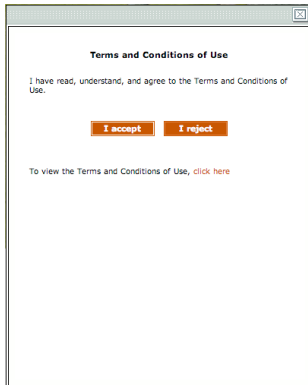 Terms and Conditions of Use
I have read, understand, and agree to the Terms and Conditions of
Use.
I accept I reject
To view the Terms and Conditions of Use, click here